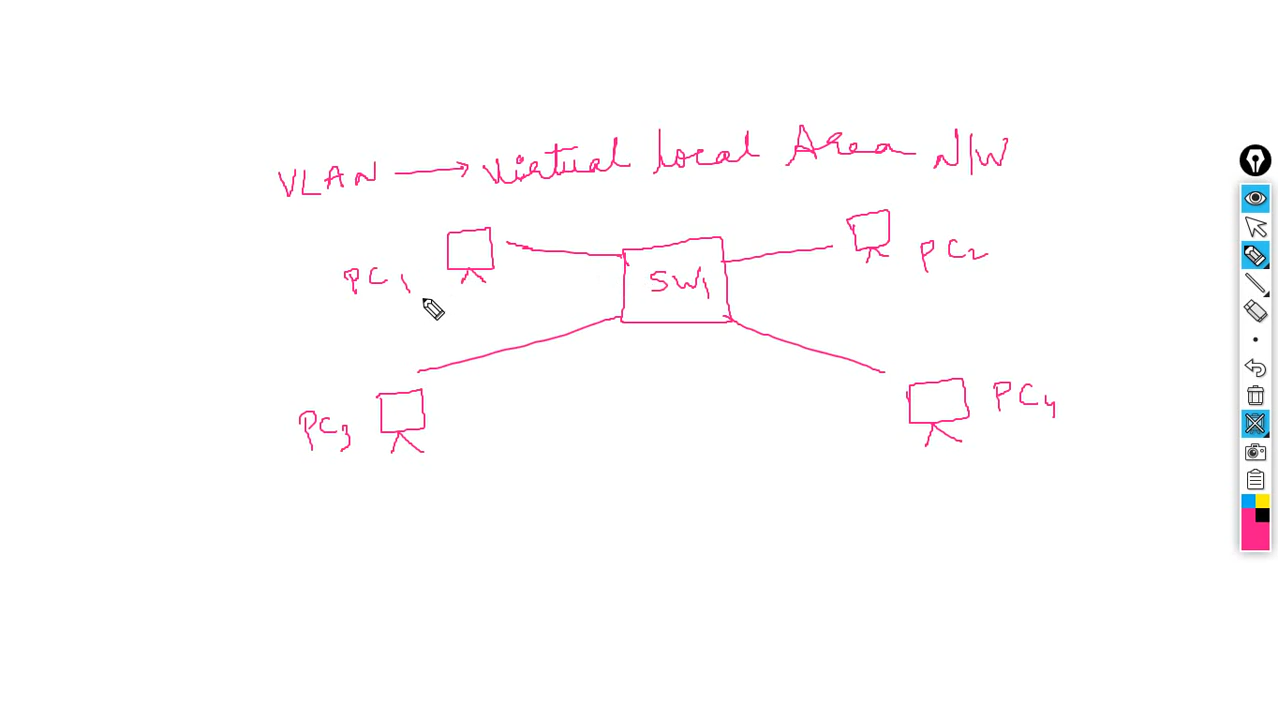 VLAN → Virtual Local Area N/W
PC1
SW1
PC2
PC3
PC4